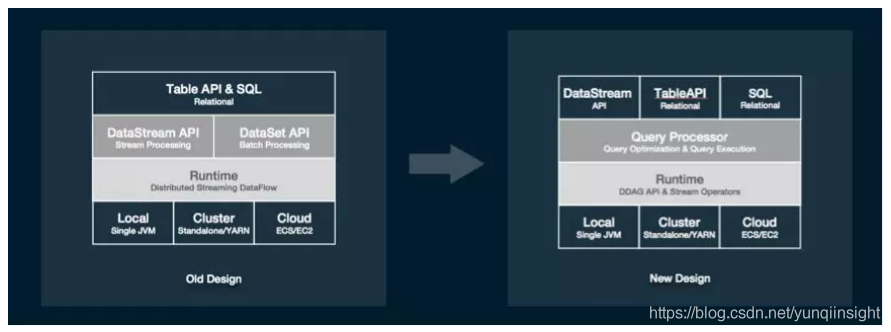 Table API & SQL
Relational
DataStream API
Stream Processing
DataSet API
Batch Processing
Runtime
Distributed Streaming DataFlow
Local
Single JVM
Cluster
Standalone/YARN
Cloud
ECS/EC2
Old Design
DataStream
API
TableAPI
Relational
SQL
Relational
Query Processor
Query Optimization & Query Execution
Runtime
DDAG API & Stream Operators
Local
Single JVM
Cluster
Standalone/YARN
Cloud
ECS/EC2
New Design
https://blog.csdn.net/yunqiinsight